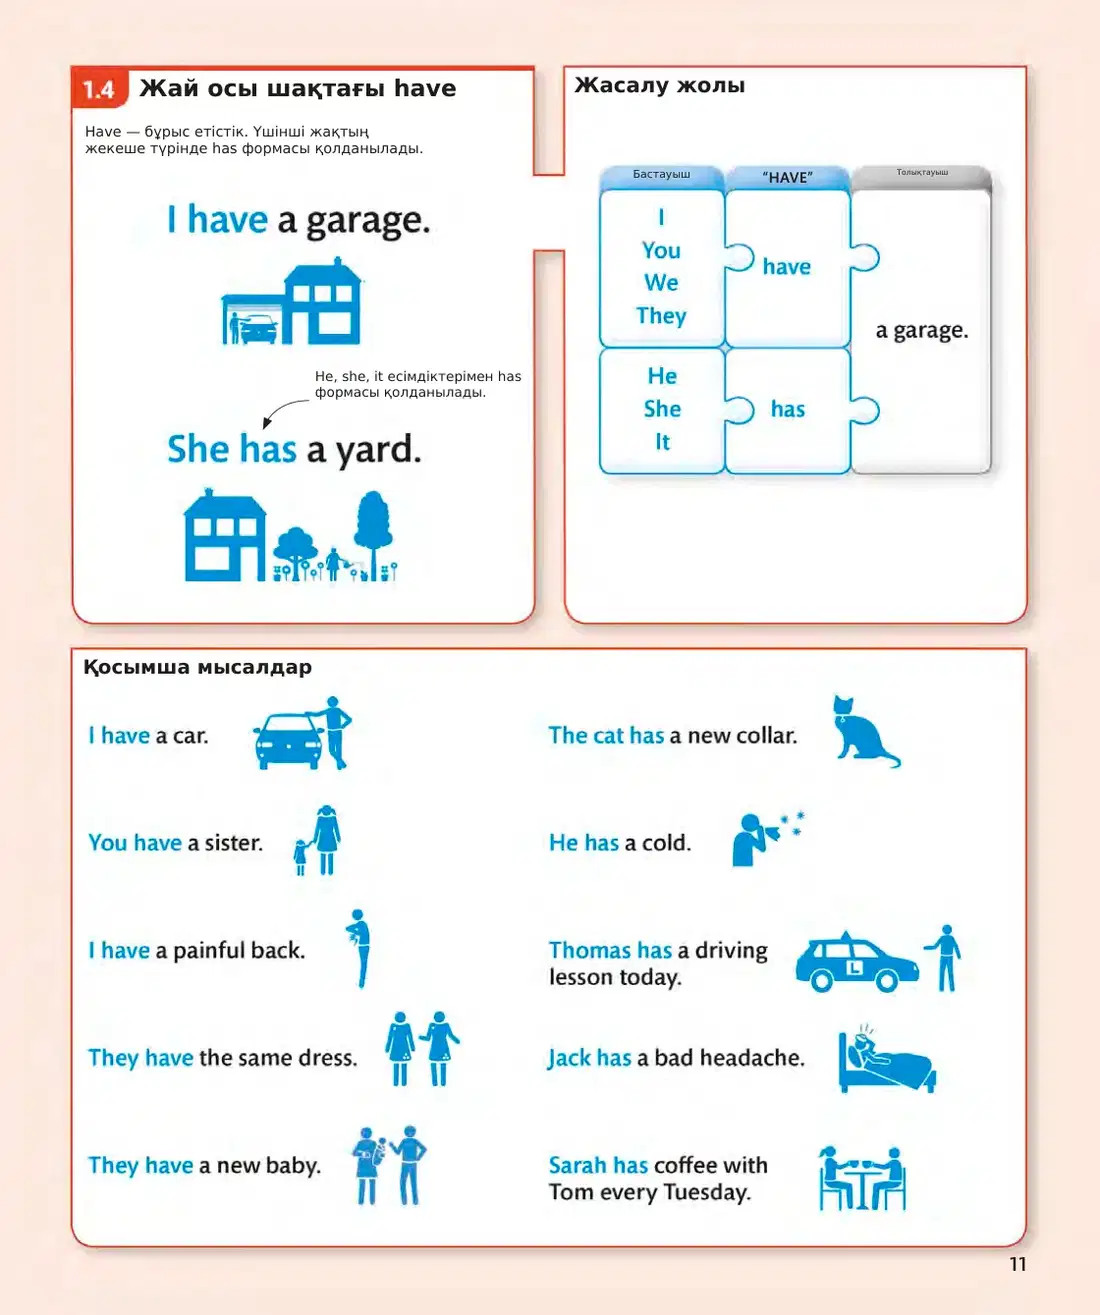 1.4 Жай осы шақтағы have
Have — бұрыс етістік. Үшінші жақтың
жекеше түрінде has формасы қолданылады.
I have a garage.
He, she, it есімдіктерімен has
формасы қолданылады.
She has a yard.
Жасалу жолы
Бастауыш "HAVE" Толықтауыш
I
You
We
They
have
He
She
It
has
a garage.
Қосымша мысалдар
I have a car.
You have a sister.
I have a painful back.
They have the same dress.
They have a new baby.
The cat has a new collar.
He has a cold.
Thomas has a driving
lesson today.
L
Jack has a bad headache.
Sarah has coffee with
Tom every Tuesday.
11